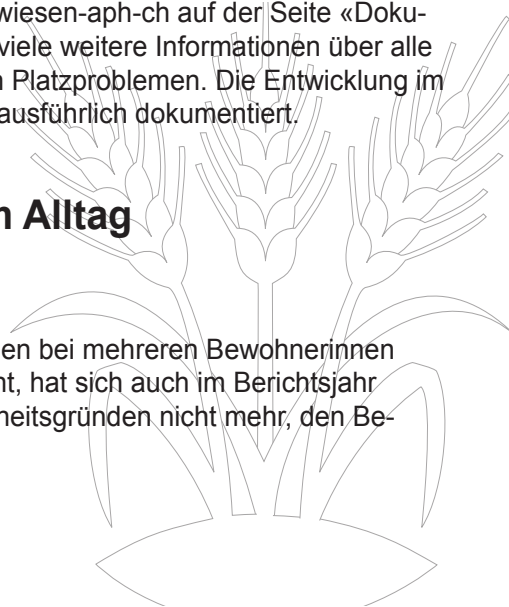 wiesen-aph-ch auf der Seite «Doku-
viele weitere Informationen über alle
n Platzproblemen. Die Entwicklung im
ausführlich dokumentiert.
n Alltag
en bei mehreren Bewohnerinnen
nt, hat sich auch im Berichtsjahr
heitsgründen nicht mehr, den Be-